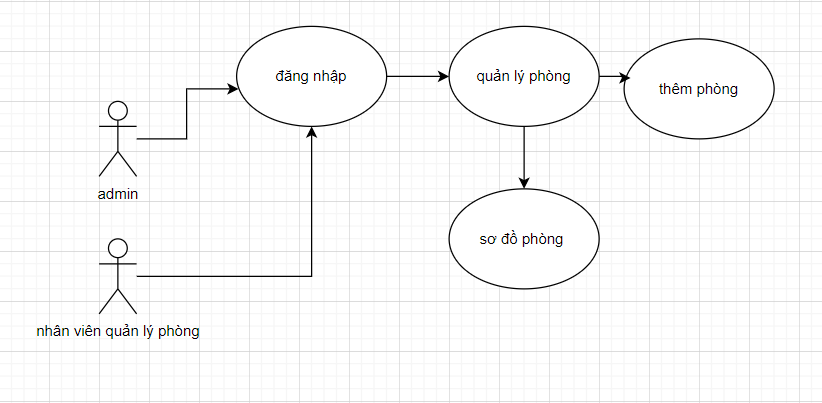 đăng nhập
quản lý phòng
thêm phòng
admin
sơ đồ phòng
nhân viên quản lý phòng